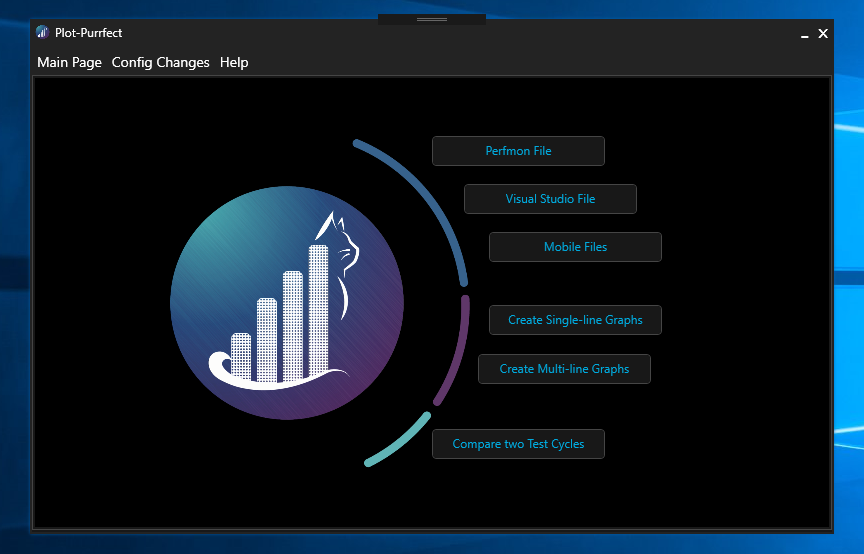 Plot-Purrfect
Main Page Config Changes Help
Perfmon File
Visual Studio File
Mobile Files
Create Single-line Graphs
Create Multi-line Graphs
Compare two Test Cycles